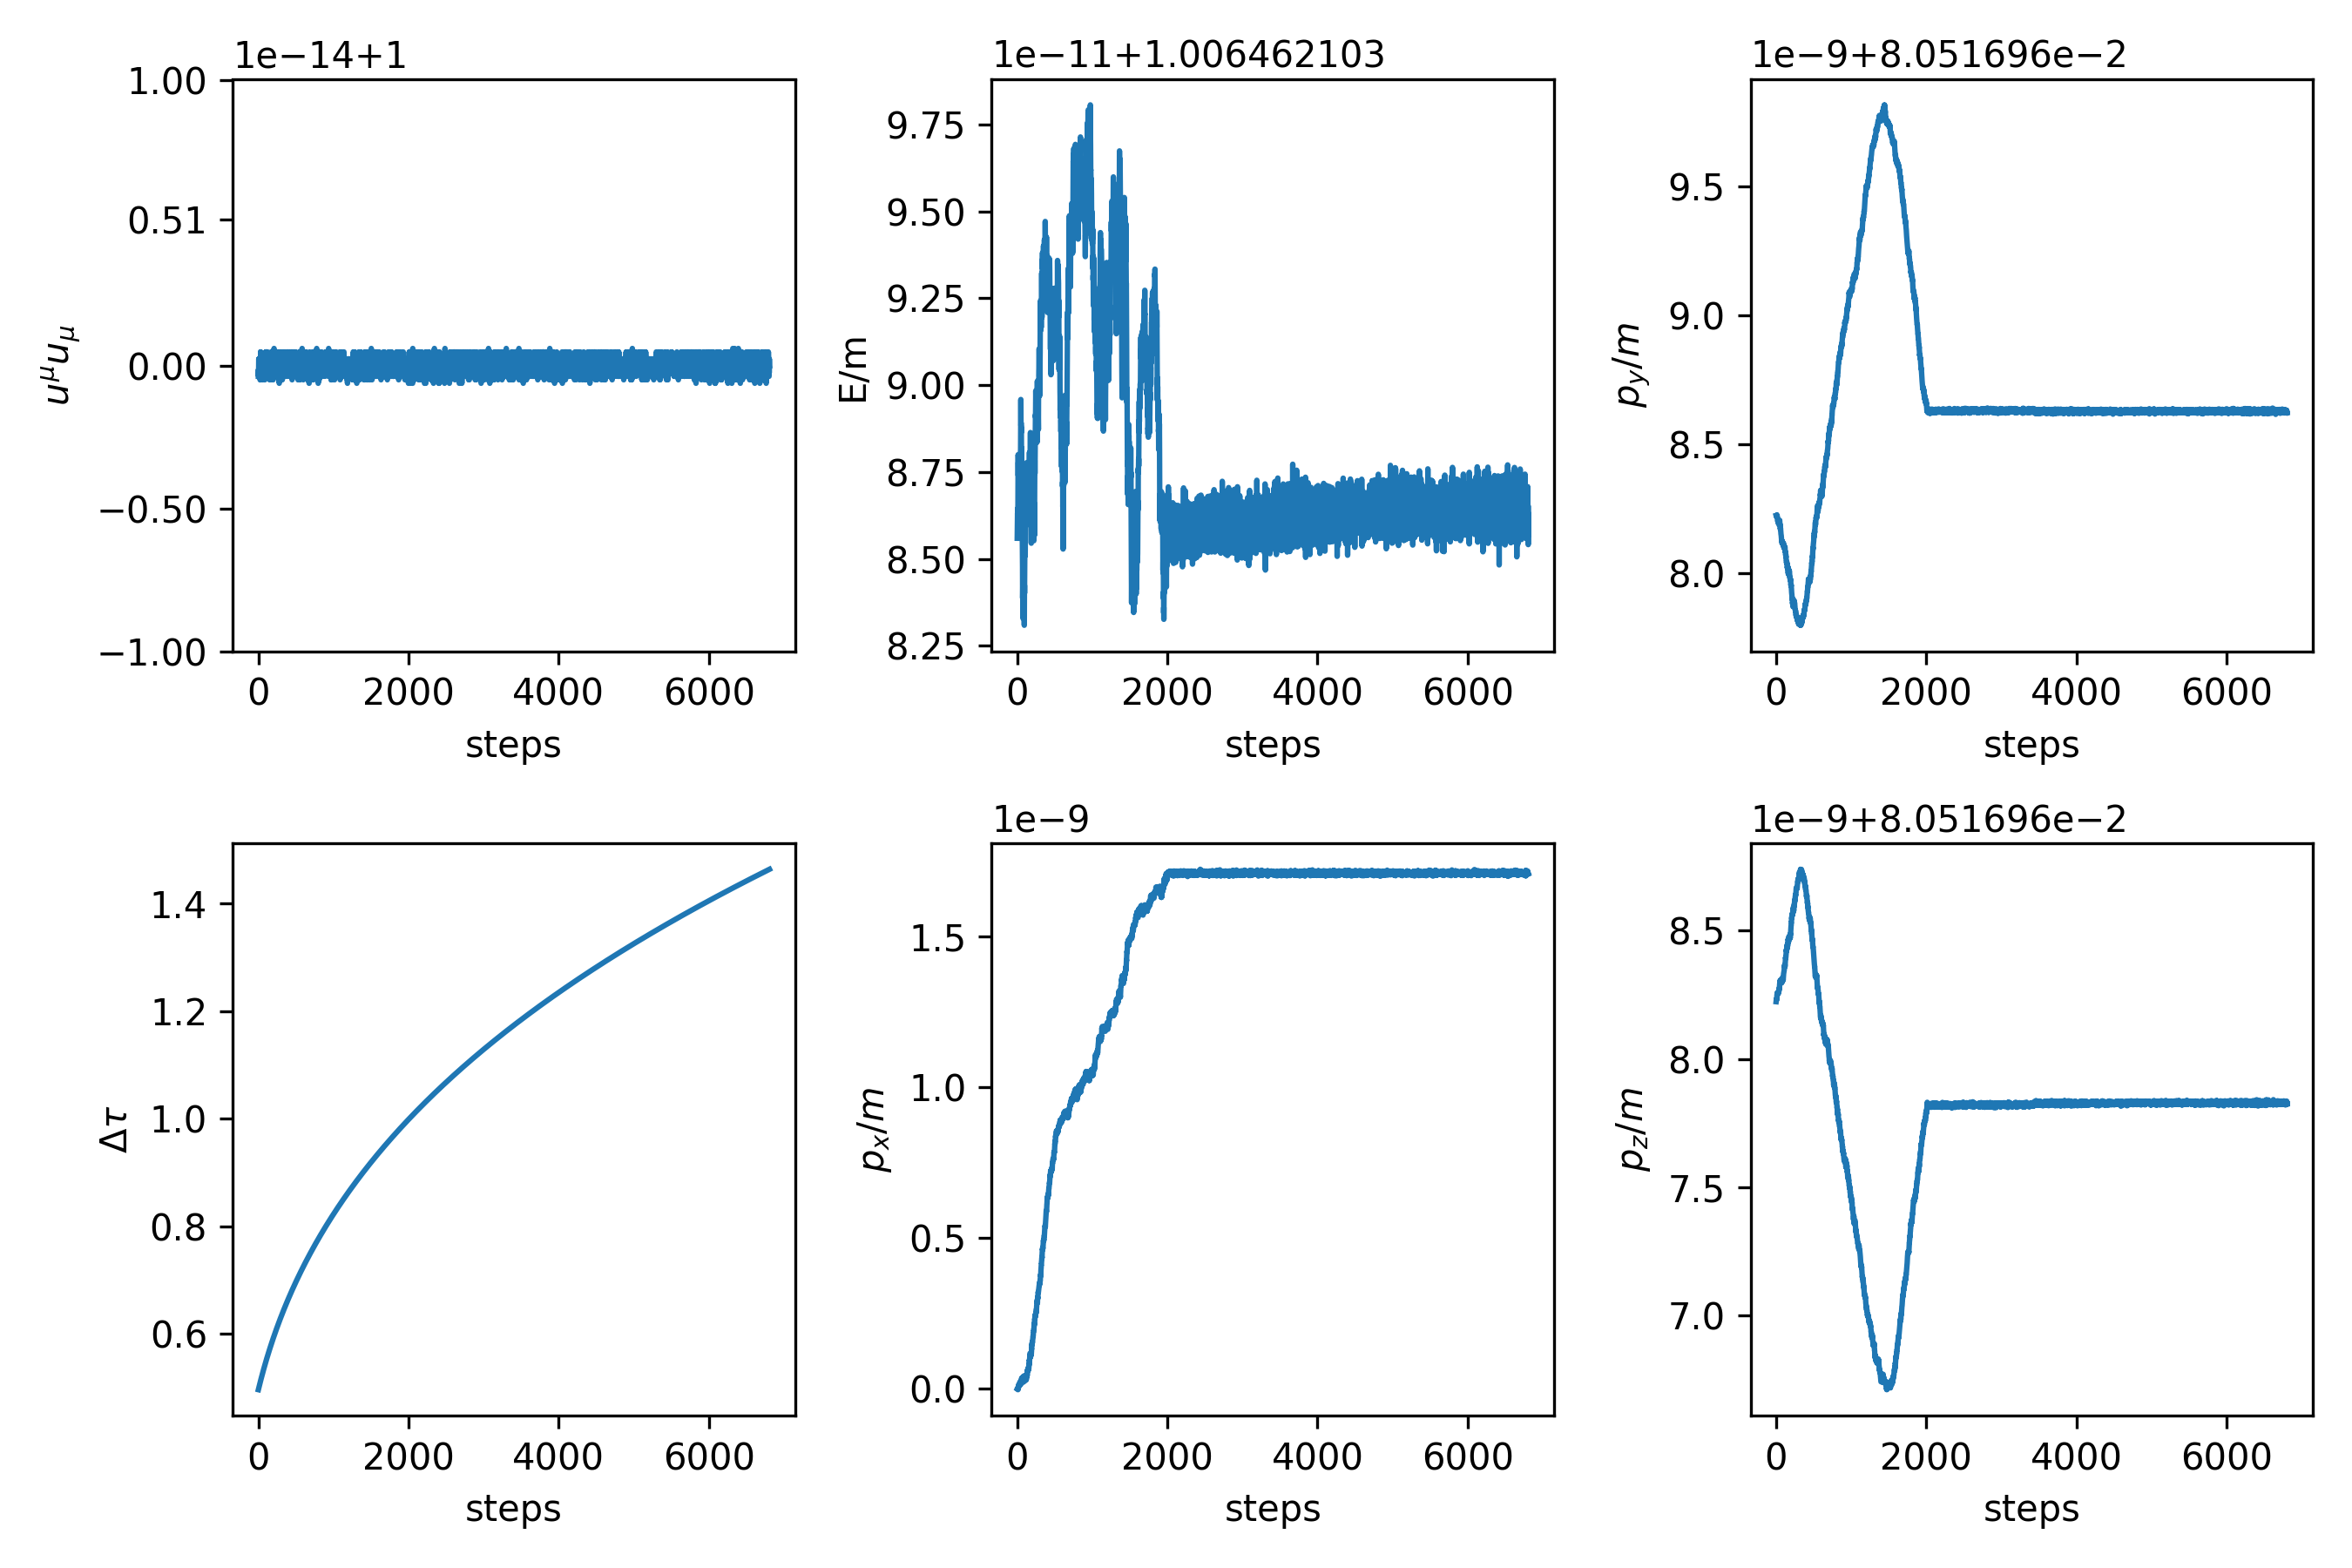 1e−14+1
1.00
0.51
0.00
−0.50
−1.00
u^μ u_μ
0 2000 4000 6000
steps
1e−11+1.006462103
9.75
9.50
9.25
9.00
8.75
8.50
8.25
E/m
0 2000 4000 6000
steps
1e−9+8.051696e−2
9.5
9.0
8.5
8.0
p_y/m
0 2000 4000 6000
steps
1.4
1.2
1.0
0.8
0.6
Δτ
0 2000 4000 6000
steps
1e−9
1.5
1.0
0.5
0.0
p_x/m
0 2000 4000 6000
steps
1e−9+8.051696e−2
8.5
8.0
7.5
7.0
p_z/m
0 2000 4000 6000
steps